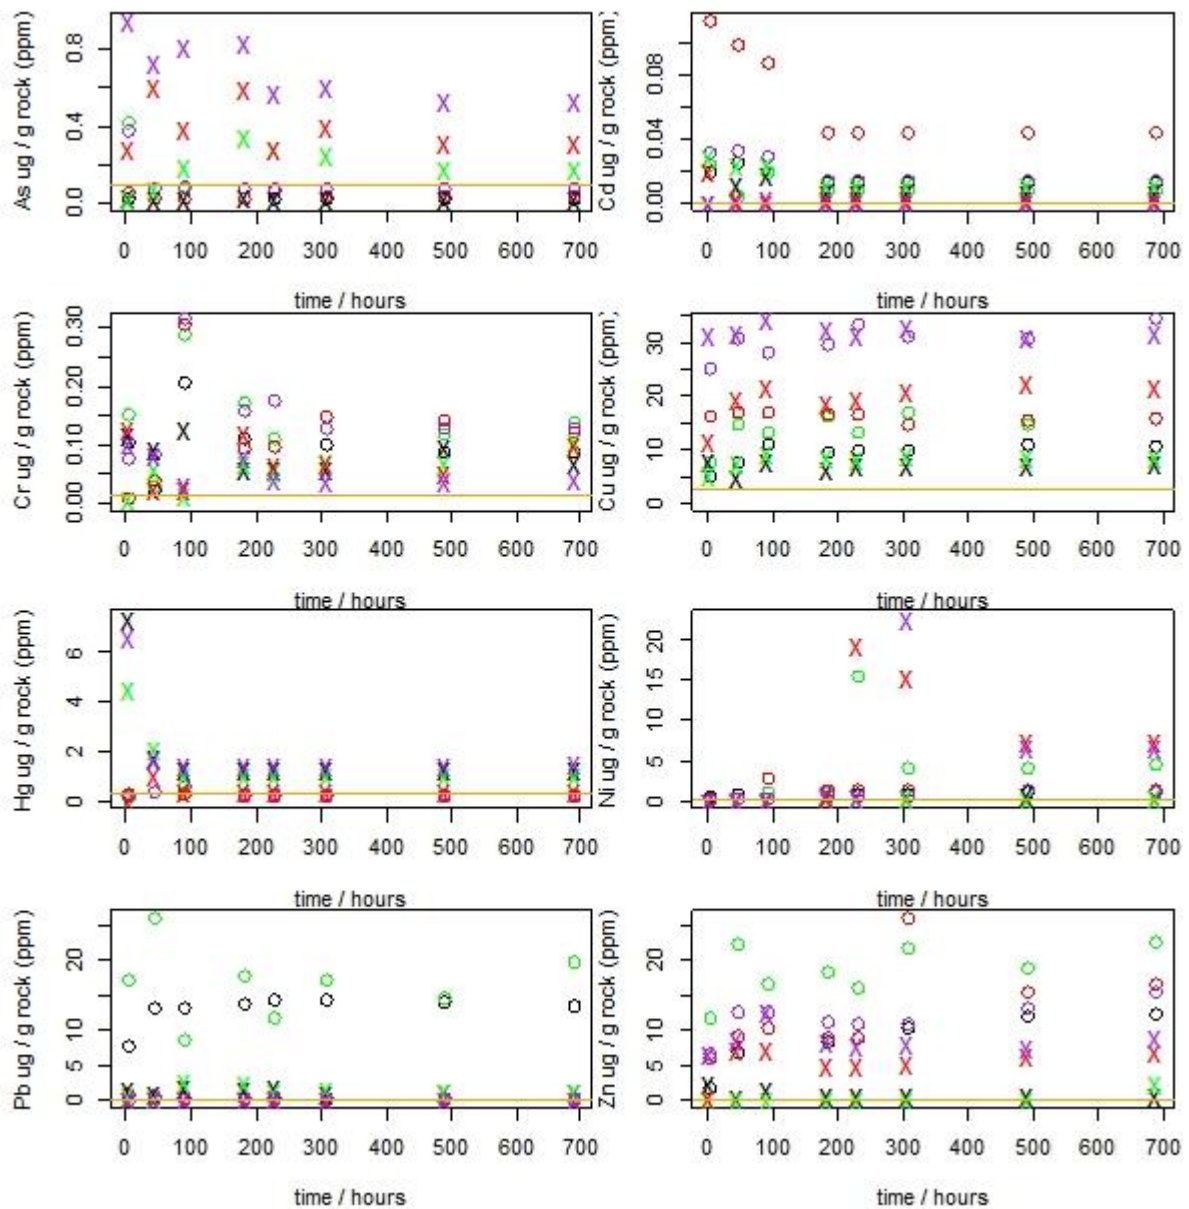 As ug / g rock (ppm)
0.0 0.4 0.8
0 100 200 300 400 500 600 700
time / hours
Cd ug / g rock (ppm)
0.00 0.04 0.08
0 100 200 300 400 500 600 700
time / hours
Cr ug / g rock (ppm)
0.00 0.10 0.20 0.30
0 100 200 300 400 500 600 700
time / hours
Cu ug / g rock (ppm)
0 10 20 30
0 100 200 300 400 500 600 700
time / hours
Hg ug / g rock (ppm)
0 2 4 6
0 100 200 300 400 500 600 700
time / hours
Ni ug / g rock (ppm)
0 5 10 15 20
0 100 200 300 400 500 600 700
time / hours
Pb ug / g rock (ppm)
0 5 10 20
0 100 200 300 400 500 600 700
time / hours
Zn ug / g rock (ppm)
0 5 10 20
0 100 200 300 400 500 600 700
time / hours